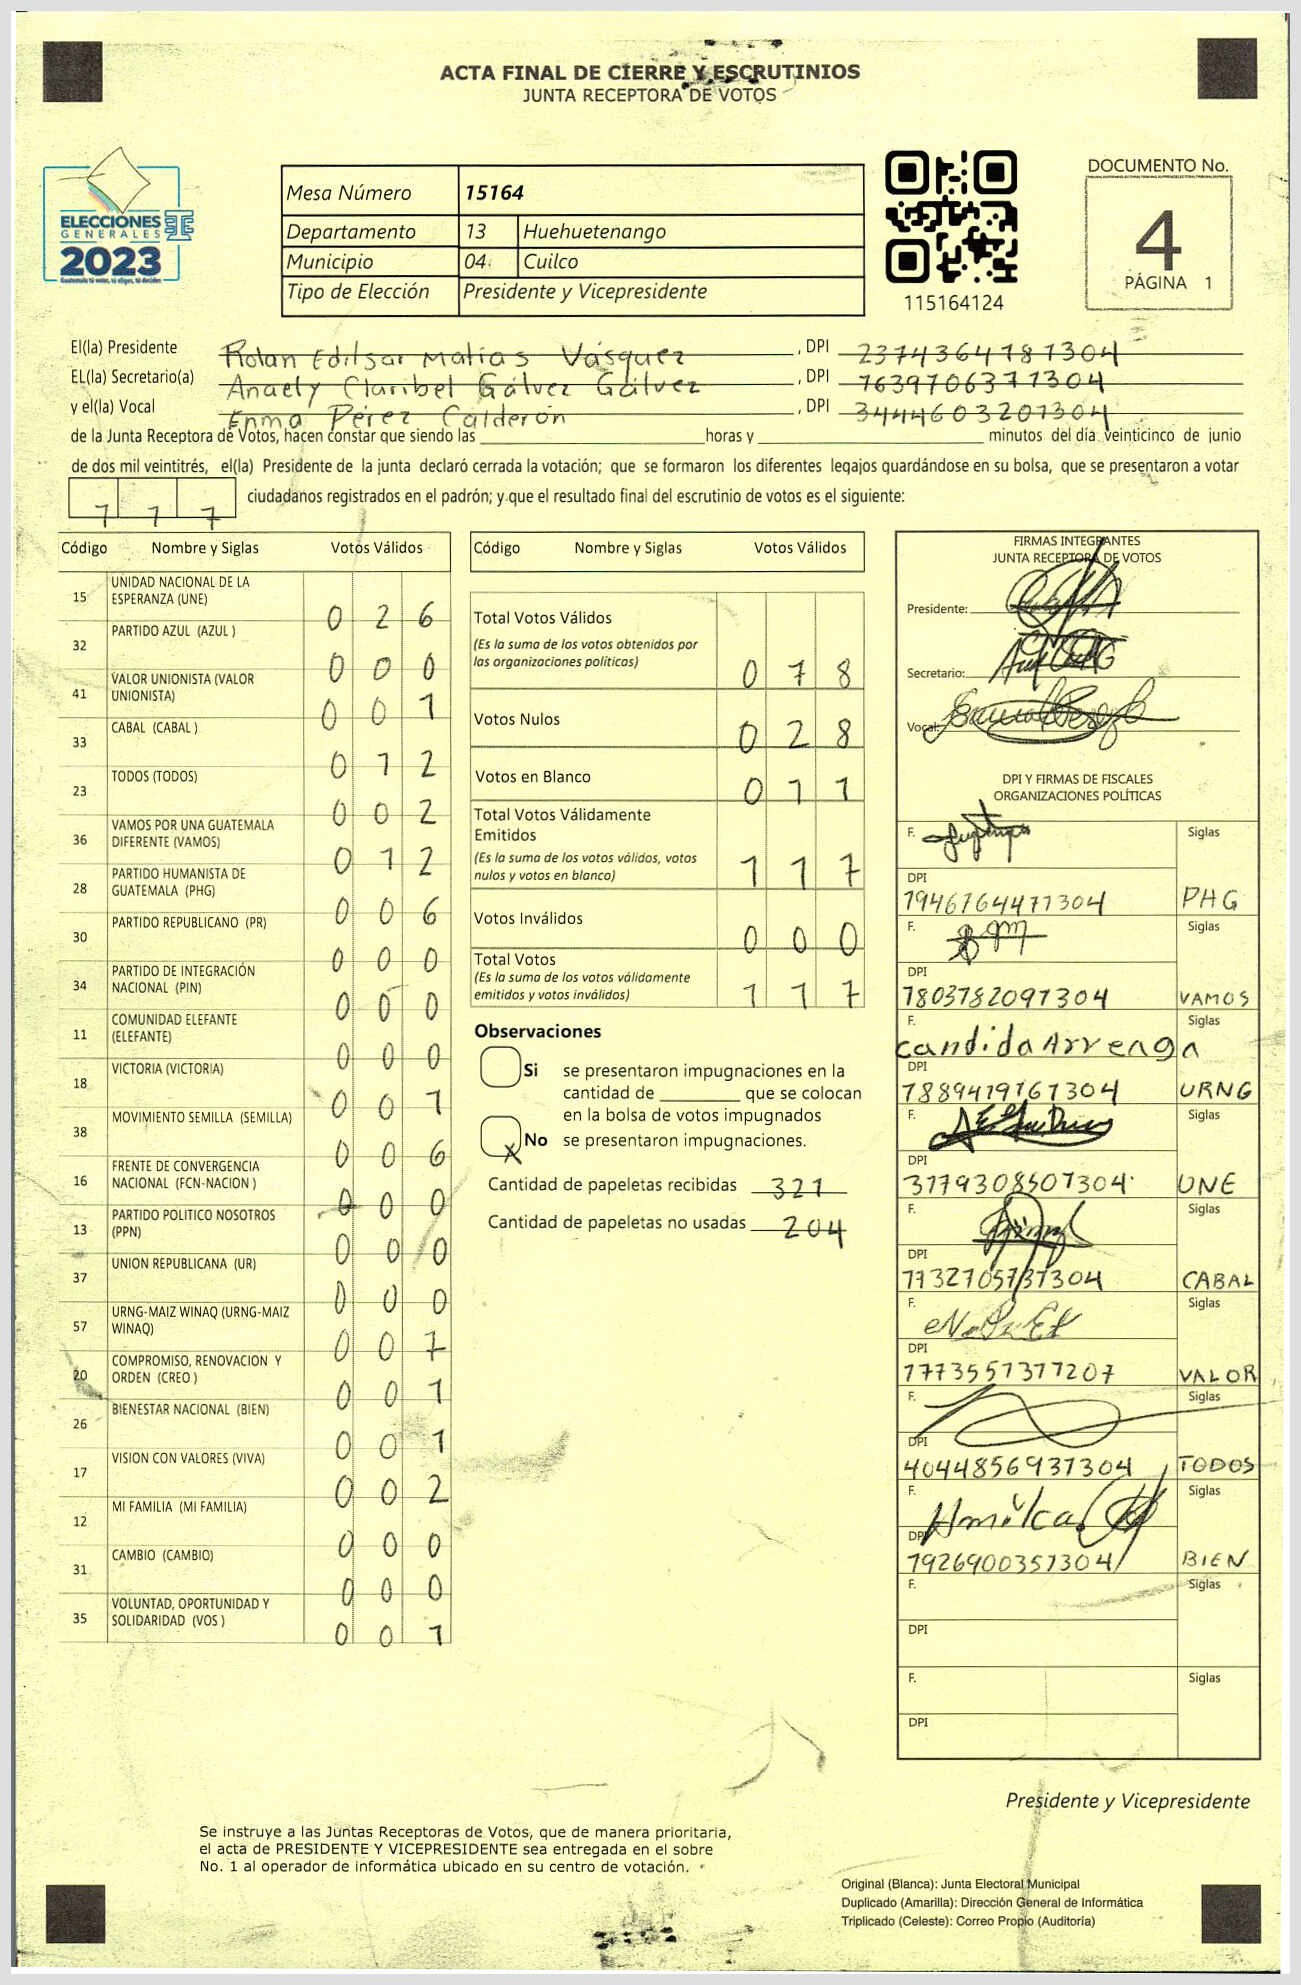 ACTA FINAL DE CIERRE Y ESCRUTINIOS
JUNTA RECEPTORA DE VOTOS
ELECCIONES
GENERALES
2023
Guatemala tú votas, tú eliges, tú decides
Mesa Número 15164
Departamento 13 Huehuetenango
Municipio 04 Cuilco
Tipo de Elección Presidente y Vicepresidente
115164124
DOCUMENTO No.
4
PÁGINA 1
El(la) Presidente Rolan Edilsar Matías Vásquez, DPI
EL(la) Secretario(a) Anaely Claribel Gálvez Gálvez, DPI
y el(la) Vocal Enma Pérez Calderón, DPI
de la Junta Receptora de Votos, hacen constar que siendo las ____ horas y ____ minutos del día veinticinco de junio
de dos mil veintitrés, el(la) Presidente de la junta declaró cerrada la votación; que se formaron los diferentes legajos guardándose en su bolsa, que se presentaron a votar
ciudadanos registrados en el padrón; y que el resultado final del escrutinio de votos es el siguiente:
Código Nombre y Siglas Votos Válidos
15 UNIDAD NACIONAL DE LA
ESPERANZA (UNE) 0 2 6
32 PARTIDO AZUL (AZUL ) 0 0 0
41 VALOR UNIONISTA (VALOR
UNIONISTA) 0 0 1
33 CABAL (CABAL ) 0 1 2
23 TODOS (TODOS) 0 0 2
36 VAMOS POR UNA GUATEMALA
DIFERENTE (VAMOS) 0 1 2
28 PARTIDO HUMANISTA DE
GUATEMALA (PHG) 0 0 6
30 PARTIDO REPUBLICANO (PR) 0 0 0
34 PARTIDO DE INTEGRACIÓN
NACIONAL (PIN) 0 0 0
11 COMUNIDAD ELEFANTE
(ELEFANTE) 0 0 0
18 VICTORIA (VICTORIA) 0 0 1
38 MOVIMIENTO SEMILLA (SEMILLA) 0 0 6
16 FRENTE DE CONVERGENCIA
NACIONAL (FCN-NACION ) 0 0 0
13 PARTIDO POLITICO NOSOTROS
(PPN) 0 0 0
37 UNION REPUBLICANA (UR) 0 0 0
57 URNG-MAIZ WINAQ (URNG-MAIZ
WINAQ) 0 0 7
20 COMPROMISO, RENOVACION Y
ORDEN (CREO ) 0 0 1
26 BIENESTAR NACIONAL (BIEN) 0 0 1
17 VISION CON VALORES (VIVA) 0 0 2
12 MI FAMILIA (MI FAMILIA) 0 0 0
31 CAMBIO (CAMBIO) 0 0 0
35 VOLUNTAD, OPORTUNIDAD Y
SOLIDARIDAD (VOS ) 0 0 1
Código Nombre y Siglas Votos Válidos
Total Votos Válidos
(Es la suma de los votos obtenidos por
las organizaciones políticas) 0 7 8
Votos Nulos 0 2 8
Votos en Blanco 0 1 1
Total Votos Válidamente
Emitidos
(Es la suma de los votos válidos, votos
nulos y votos en blanco) 1 1 7
Votos Inválidos 0 0 0
Total Votos
(Es la suma de los votos válidamente
emitidos y votos inválidos) 1 1 7
Observaciones
Si se presentaron impugnaciones en la
cantidad de ____ que se colocan
en la bolsa de votos impugnados
X No se presentaron impugnaciones.
Cantidad de papeletas recibidas 321
Cantidad de papeletas no usadas 204
FIRMAS INTEGRANTES
JUNTA RECEPTORA DE VOTOS
Presidente:
Secretario:
Vocal:
DPI Y FIRMAS DE FISCALES
ORGANIZACIONES POLÍTICAS
F. Siglas
DPI
PHG
F. Siglas
DPI
VAMOS
F. Siglas
Candida Arreaga
DPI
URNG
F. Siglas
DPI
UNE
F. Siglas
DPI
CABAL
F. Siglas
DPI
VALOR
F. Siglas
DPI
TODOS
F. Siglas
DPI
BIEN
F. Siglas
DPI
F. Siglas
DPI
Presidente y Vicepresidente
Se instruye a las Juntas Receptoras de Votos, que de manera prioritaria,
el acta de PRESIDENTE Y VICEPRESIDENTE sea entregada en el sobre
No. 1 al operador de informática ubicado en su centro de votación.
Original (Blanca): Junta Electoral Municipal
Duplicado (Amarilla): Dirección General de Informática
Triplicado (Celeste): Correo Propio (Auditoría)